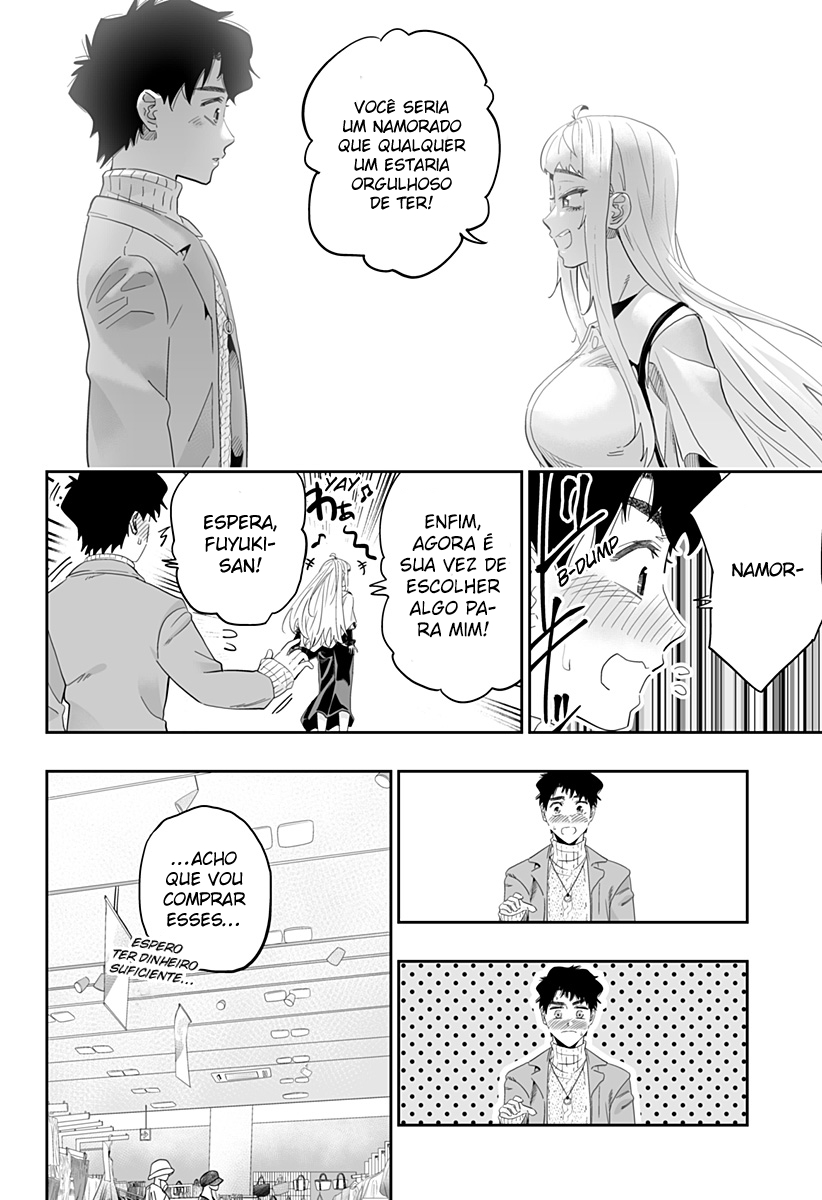 VOCÊ SERIA
UM NAMORADO
QUE QUALQUER
UM ESTARIA
ORGULHOSO
DE TER!
NAMOR-
B-DUMP
ENFIM,
AGORA É
SUA VEZ DE
ESCOLHER
ALGO PA-
RA MIM!
YAY
わぁ
ESPERA,
FUYUKI-
SAN!
...ACHO
QUE VOU
COMPRAR
ESSES...
ESPERO
TER DINHEIRO
SUFICIENTE...